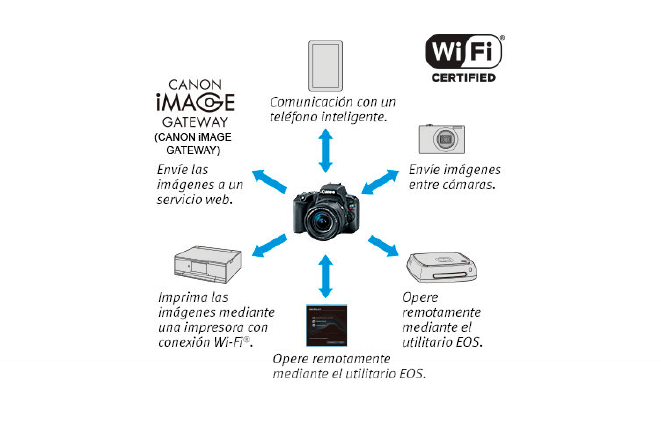 WiFi®
CERTIFIED
CANON
iMAGE
GATEWAY
(CANON iMAGE
GATEWAY)
Envíe las
imágenes a un
servicio web.
Comunicación con un
teléfono inteligente.
Envíe imágenes
entre cámaras.
Canon
Imprima las
imágenes mediante
una impresora con
conexión Wi-Fi®.
Opere remotamente
mediante el utilitario EOS.
Opere
remotamente
mediante el
utilitario EOS.